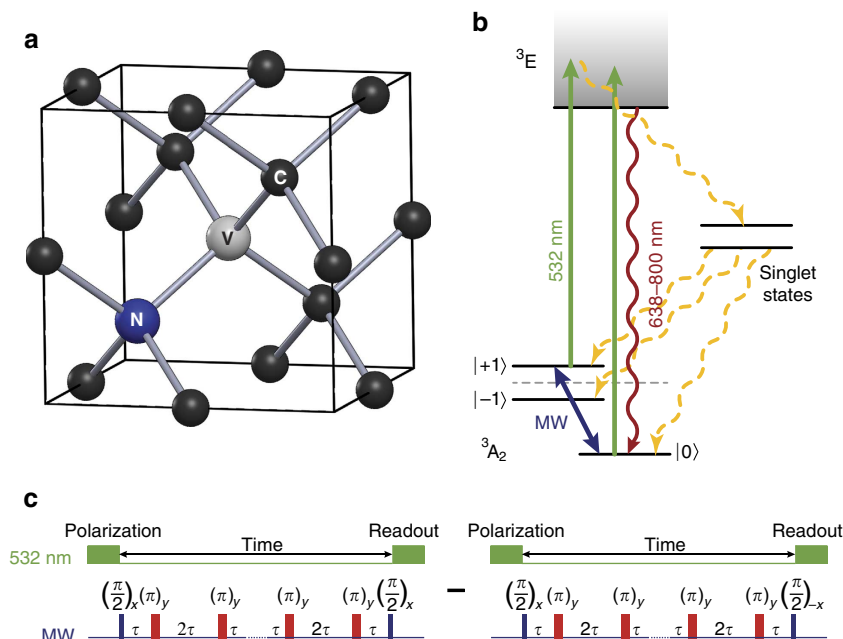 a
C
V
N
b
³E
532 nm
638–800 nm
Singlet
states
|+1⟩
|−1⟩
MW
³A₂
|0⟩
c
Polarization Readout
Time
532 nm
(π/2)ₓ (π)ᵧ (π)ᵧ (π)ᵧ (π)ᵧ (π/2)ₓ
MW τ 2τ τ 2τ τ
–
Polarization Readout
Time
(π/2)ₓ (π)ᵧ (π)ᵧ (π)ᵧ (π)ᵧ (π/2)₋ₓ
τ 2τ τ 2τ τ